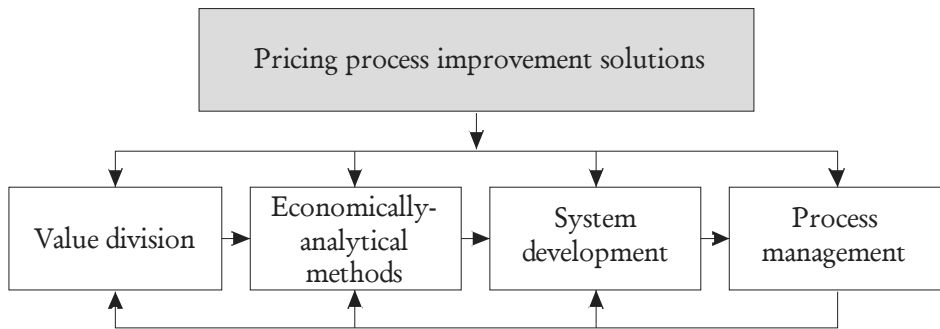 Pricing process improvement solutions
Value division
Economically-
analytical
methods
System
development
Process
management